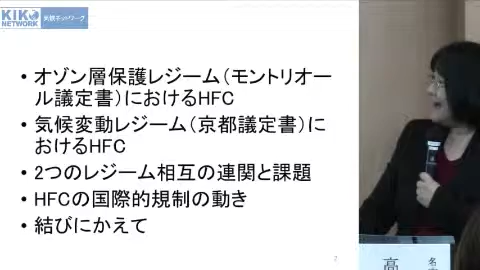 KIKO
NETWORK
気候ネットワーク
• オゾン層保護レジーム(モントリオー
ル議定書)におけるHFC
• 気候変動レジーム(京都議定書)に
おけるHFC
• 2つのレジーム相互の連関と課題
• HFCの国際的規制の動き
• 結びにかえて
2
高
名